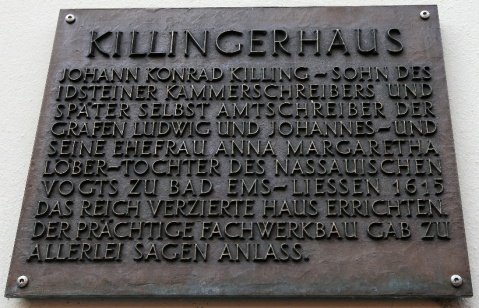 KILLINGERHAUS
JOHANN KONRAD KILLING – SOHN DES
IDSTEINER KAMMERSCHREIBERS UND
SPÄTER SELBST AMTSCHREIBER DER
GRAFEN LUDWIG UND JOHANNES – UND
SEINE EHEFRAU ANNA MARGARETHA
LÖBER – TOCHTER DES NASSAUISCHEN
VOGTS ZU BAD EMS – LIESSEN 1615
DAS REICH VERZIERTE HAUS ERRICHTEN.
DER PRÄCHTIGE FACHWERKBAU GAB ZU
ALLERLEI SAGEN ANLASS.